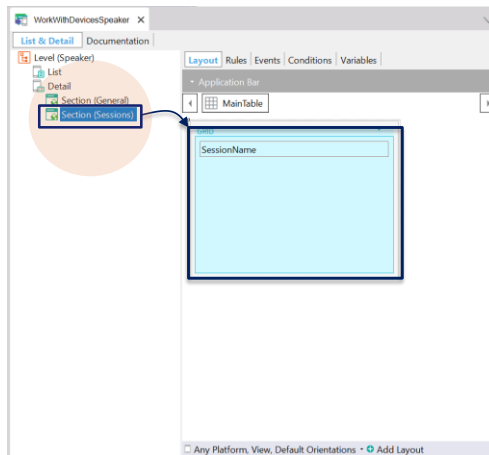 WorkWithDevicesSpeaker ×
List & Detail Documentation
Level (Speaker)
List
Detail
Section (General)
Section (Sessions)
Layout Rules Events Conditions Variables
Application Bar
MainTable
GRID
SessionName
Any Platform, View, Default Orientations Add Layout